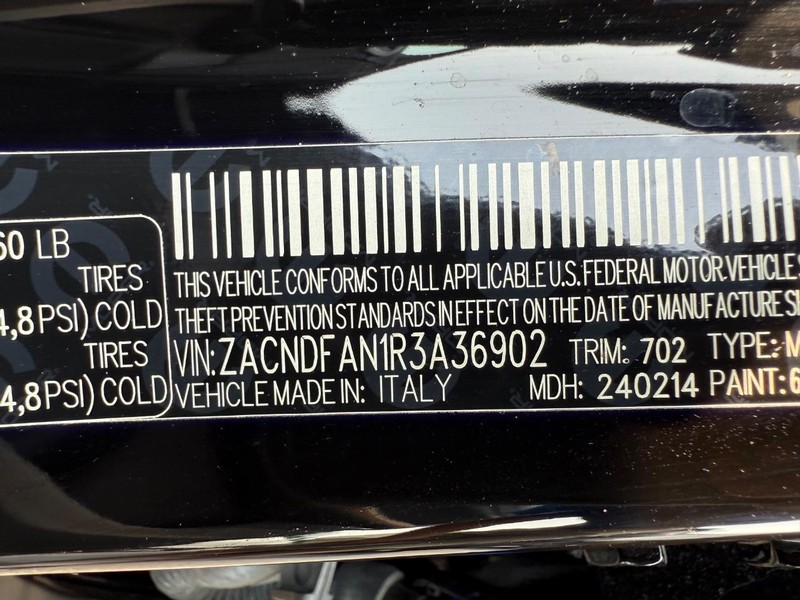 60 LB
TIRES
4,8 PSI) COLD
TIRES
4,8 PSI) COLD
THIS VEHICLE CONFORMS TO ALL APPLICABLE U.S. FEDERAL MOTOR VEHICLE S
THEFT PREVENTION STANDARDS IN EFFECT ON THE DATE OF MANUFACTURE S
VIN: ZACNDFAN1R3A36902 TRIM: 702 TYPE: M
VEHICLE MADE IN: ITALY MDH: 240214 PAINT: 6